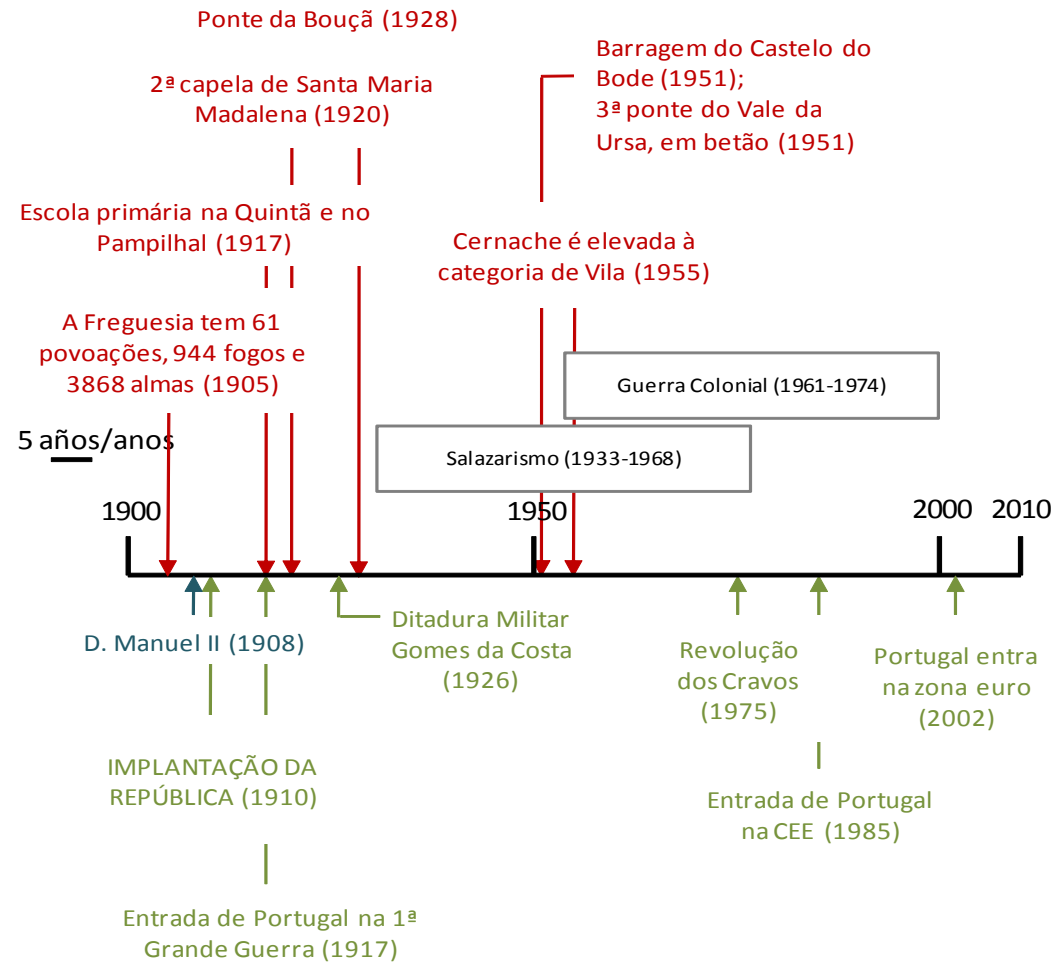 Ponte da Bouçã (1928)
2ª capela de Santa Maria
Madalena (1920)
Barragem do Castelo do
Bode (1951);
3ª ponte do Vale da
Ursa, em betão (1951)
Escola primária na Quintã e no
Pampilhal (1917)
Cernache é elevada à
categoria de Vila (1955)
A Freguesia tem 61
povoações, 944 fogos e
3868 almas (1905)
Guerra Colonial (1961-1974)
5 años/anos
Salazarismo (1933-1968)
1900
1950
2000
2010
D. Manuel II (1908)
Ditadura Militar
Gomes da Costa
(1926)
Revolução
dos Cravos
(1975)
Portugal entra
na zona euro
(2002)
IMPLANTAÇÃO DA
REPÚBLICA (1910)
Entrada de Portugal
na CEE (1985)
Entrada de Portugal na 1ª
Grande Guerra (1917)